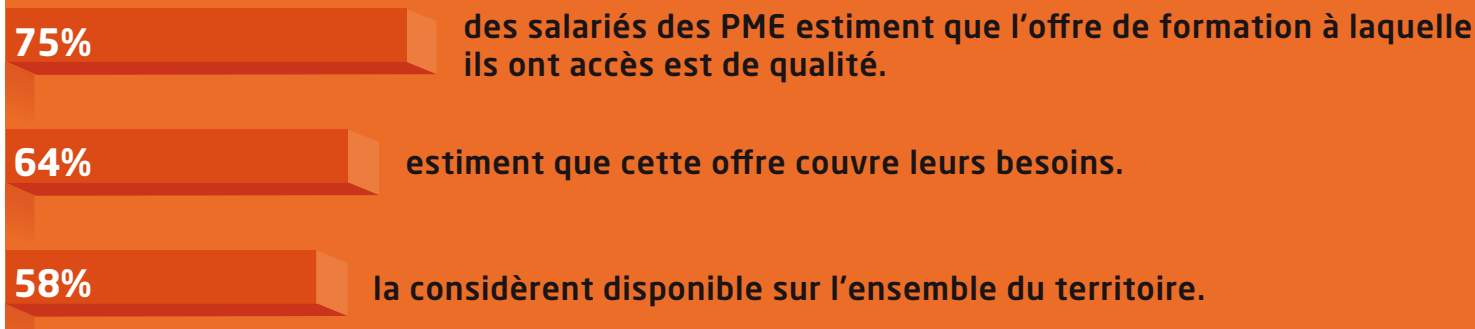 75%
des salariés des PME estiment que l'offre de formation à laquelle
ils ont accès est de qualité.
64%
estiment que cette offre couvre leurs besoins.
58%
la considèrent disponible sur l'ensemble du territoire.